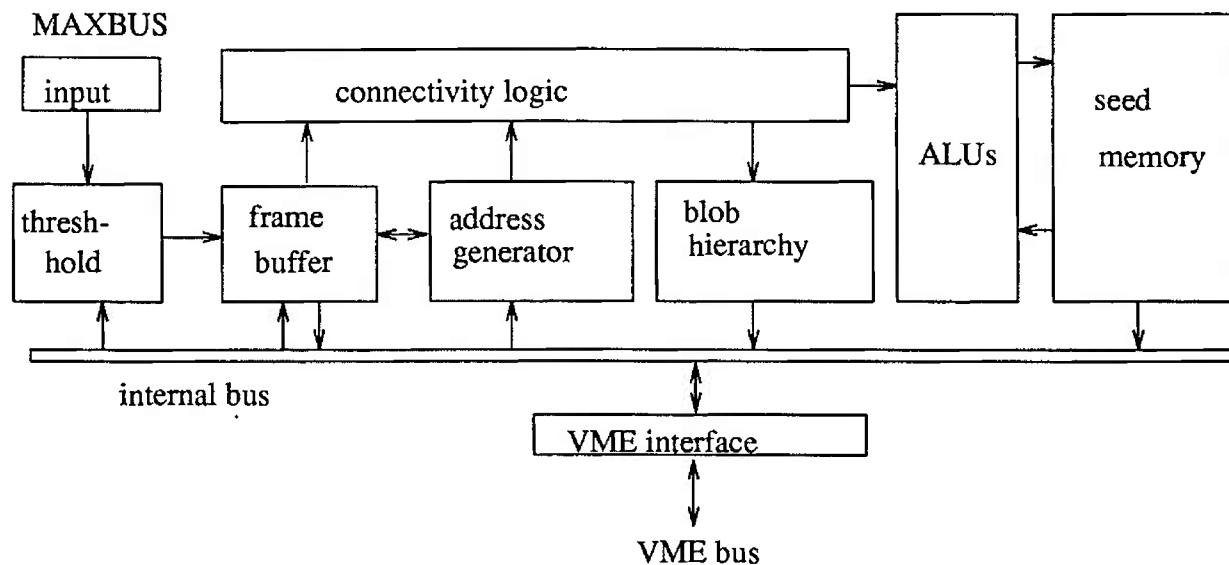 MAXBUS
input
connectivity logic
ALUs
seed
memory
thresh-
hold
frame
buffer
address
generator
blob
hierarchy
internal bus
VME interface
VME bus